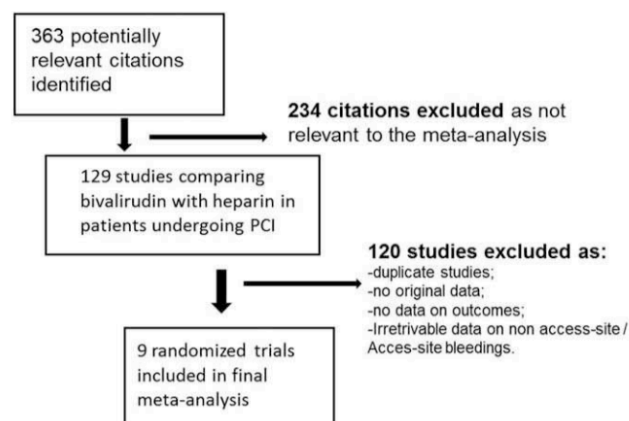 363 potentially
relevant citations
identified
234 citations excluded as not
relevant to the meta-analysis
129 studies comparing
bivalirudin with heparin in
patients undergoing PCI
120 studies excluded as:
-duplicate studies;
-no original data;
-no data on outcomes;
-Irretrivable data on non access-site /
Acces-site bleedings.
9 randomized trials
included in final
meta-analysis